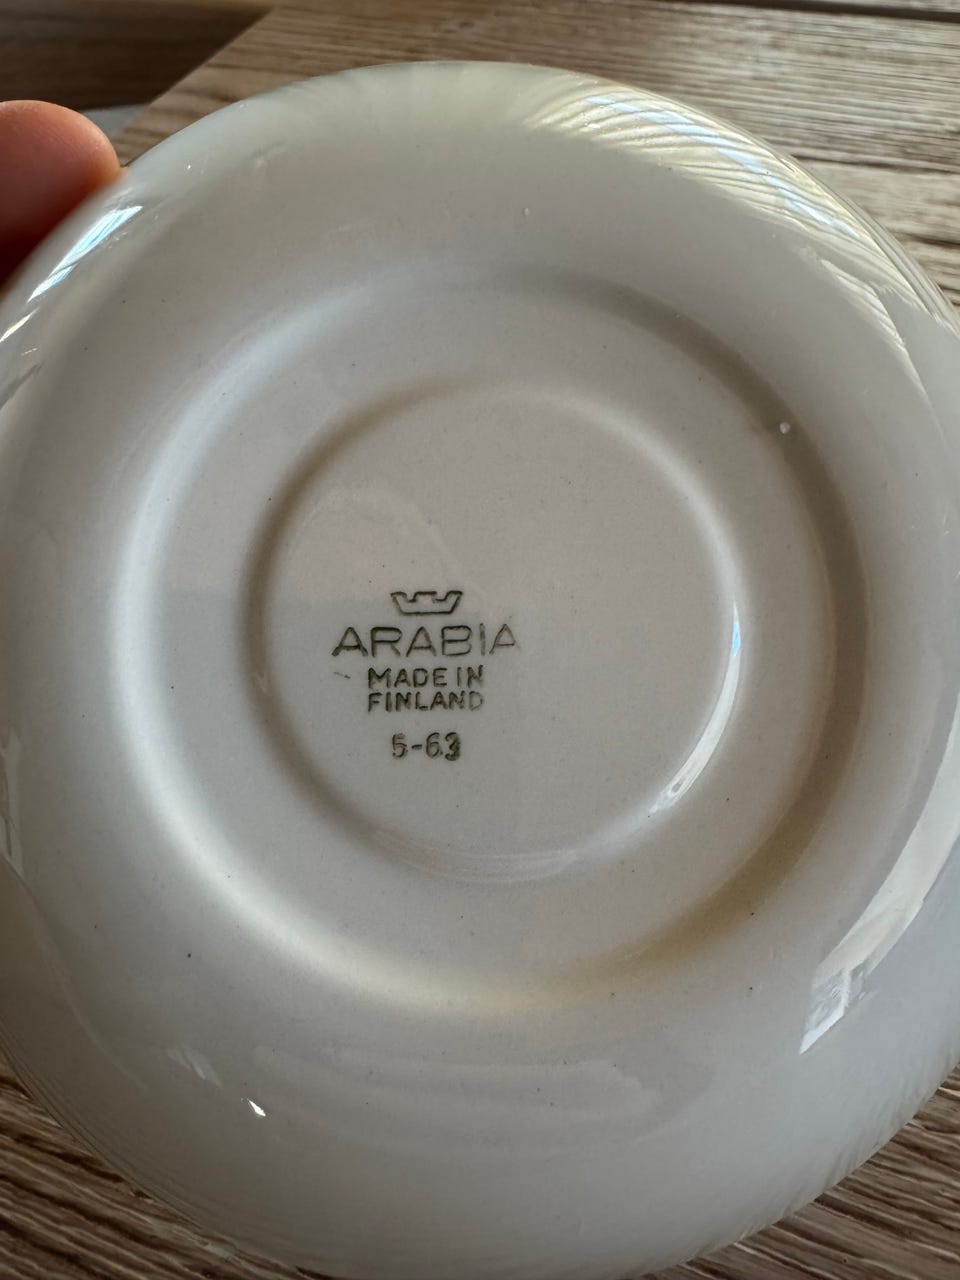 ARABIA
MADE IN
FINLAND
5-63